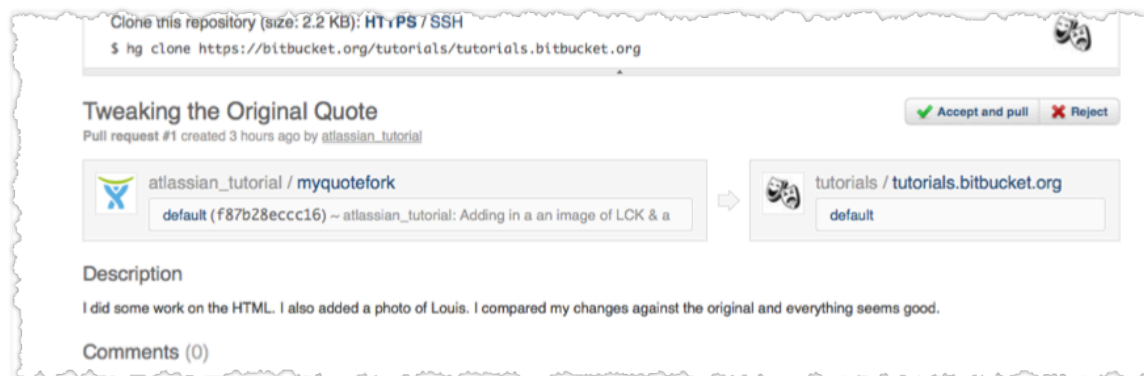 Clone this repository (size: 2.2 KB): HTTPS / SSH
$ hg clone https://bitbucket.org/tutorials/tutorials.bitbucket.org
Tweaking the Original Quote
Accept and pull Reject
Pull request #1 created 3 hours ago by atlassian_tutorial
atlassian_tutorial / myquotefork
default (f87b28eccc16) ~ atlassian_tutorial: Adding in a an image of LCK & a
tutorials / tutorials.bitbucket.org
default
Description
I did some work on the HTML. I also added a photo of Louis. I compared my changes against the original and everything seems good.
Comments (0)